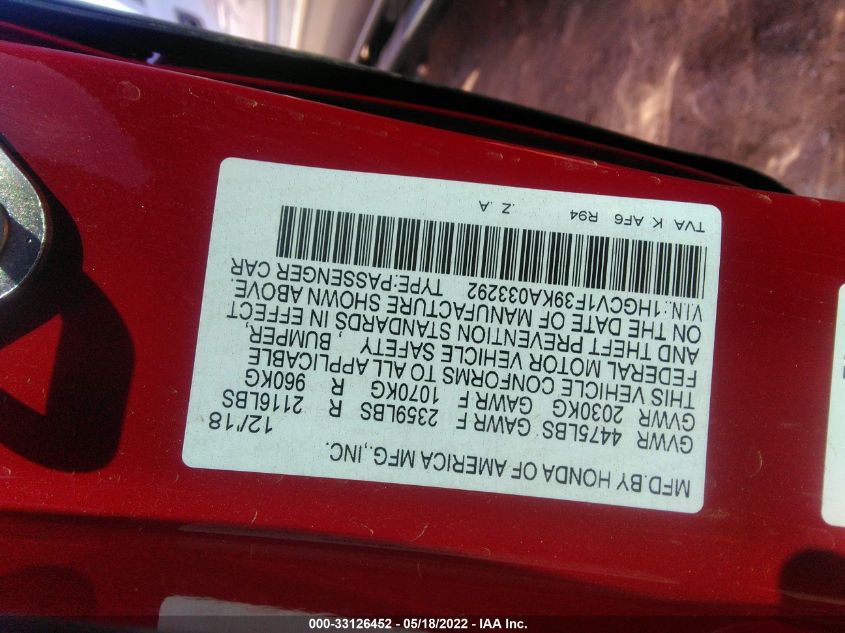 MFD.BY HONDA OF AMERICA MFG.,INC. 12/18
GVWR 4475LBS GAWR F 2359LBS R 2116LBS
GVWR 2030KG GAWR F 1070KG R 960KG
THIS VEHICLE CONFORMS TO ALL APPLICABLE
FEDERAL MOTOR VEHICLE SAFETY, BUMPER,
AND THEFT PREVENTION STANDARDS IN EFFECT
ON THE DATE OF MANUFACTURE SHOWN ABOVE.
V.I.N.:1HGCV1F39KA033292 TYPE:PASSENGER CAR
TVA K AF6 R94 .Z .A
000-33126452 - 05/18/2022 - IAA Inc.